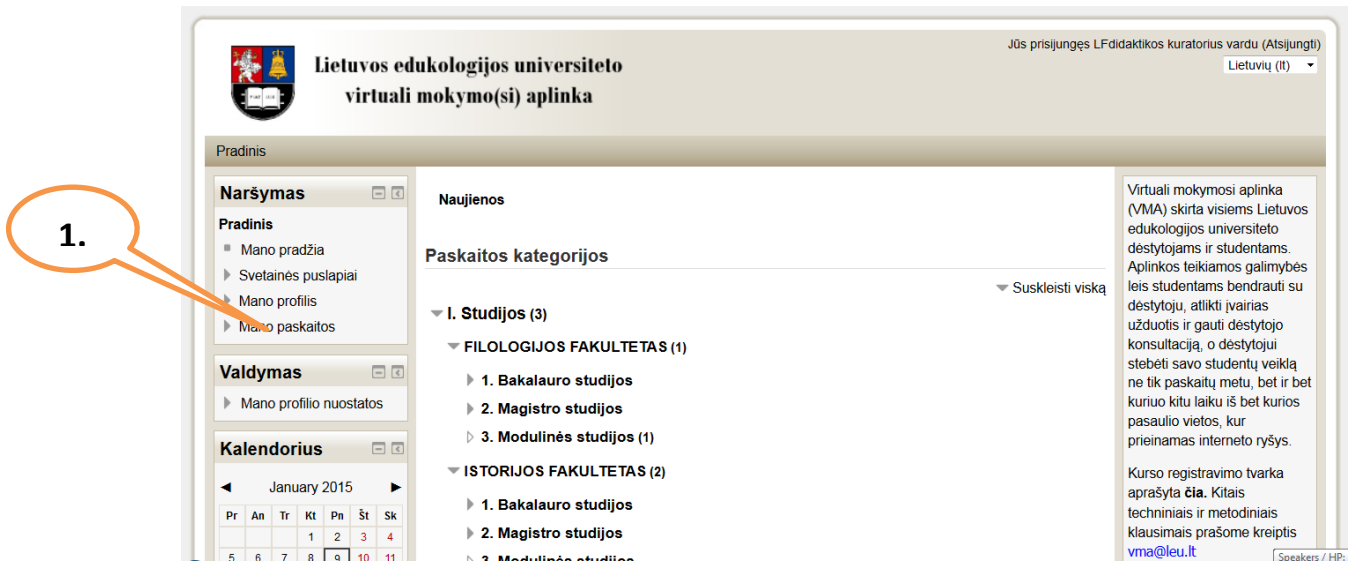 Jūs prisijungęs LFdidaktikos kuratorius vardu (Atsijungti)
Lietuvių (lt)
Lietuvos edukologijos universiteto
virtuali mokymo(si) aplinka
Pradinis
1.
Naršymas
Pradinis
Mano pradžia
Svetainės puslapiai
Mano profilis
Mano paskaitos
Valdymas
Mano profilio nuostatos
Kalendorius
January 2015
Pr An Tr Kt Pn Št Sk
1 2 3 4
5 6 7 8 9 10 11
Naujienos
Paskaitos kategorijos
Suskleisti viską
I. Studijos (3)
FILOLOGIJOS FAKULTETAS (1)
1. Bakalauro studijos
2. Magistro studijos
3. Modulinės studijos (1)
ISTORIJOS FAKULTETAS (2)
1. Bakalauro studijos
2. Magistro studijos
3. Modulinės studijos
Virtuali mokymosi aplinka
(VMA) skirta visiems Lietuvos
edukologijos universiteto
dėstytojams ir studentams.
Aplinkos teikiamos galimybės
leis studentams bendrauti su
dėstytoju, atlikti įvairias
užduotis ir gauti dėstytojo
konsultaciją, o dėstytojui
stebėti savo studentų veiklą
ne tik paskaitų metu, bet ir bet
kuriuo kitu laiku iš bet kurios
pasaulio vietos, kur
prieinamas interneto ryšys.
Kurso registravimo tvarka
aprašyta čia. Kitais
techniniais ir metodiniais
klausimais prašome kreiptis
vma@leu.lt
Speakers / HP: